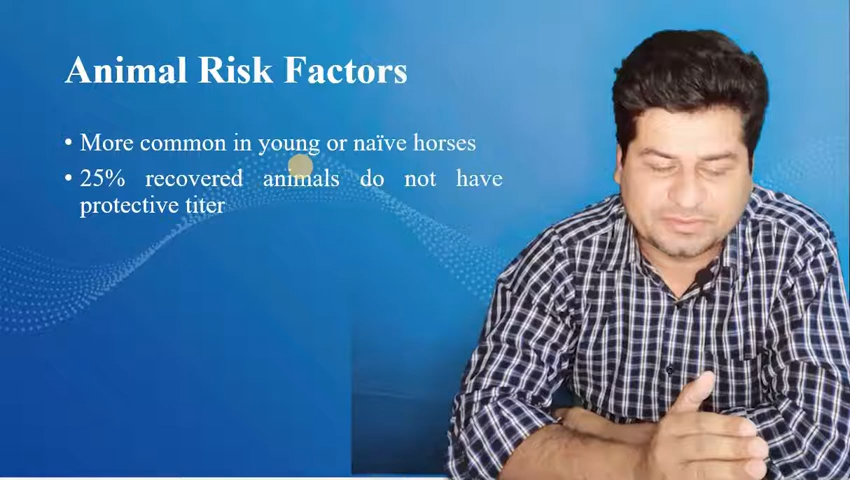 Animal Risk Factors
• More common in young or naïve horses
• 25% recovered animals do not have
protective titer